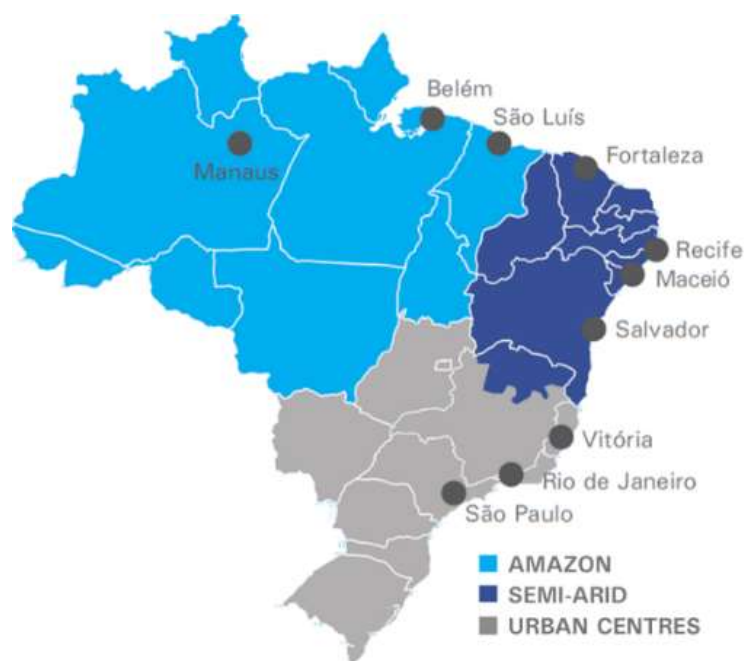 Belém
São Luís
Fortaleza
Manaus
Recife
Maceió
Salvador
Vitória
Rio de Janeiro
São Paulo
AMAZON
SEMI-ARID
URBAN CENTRES